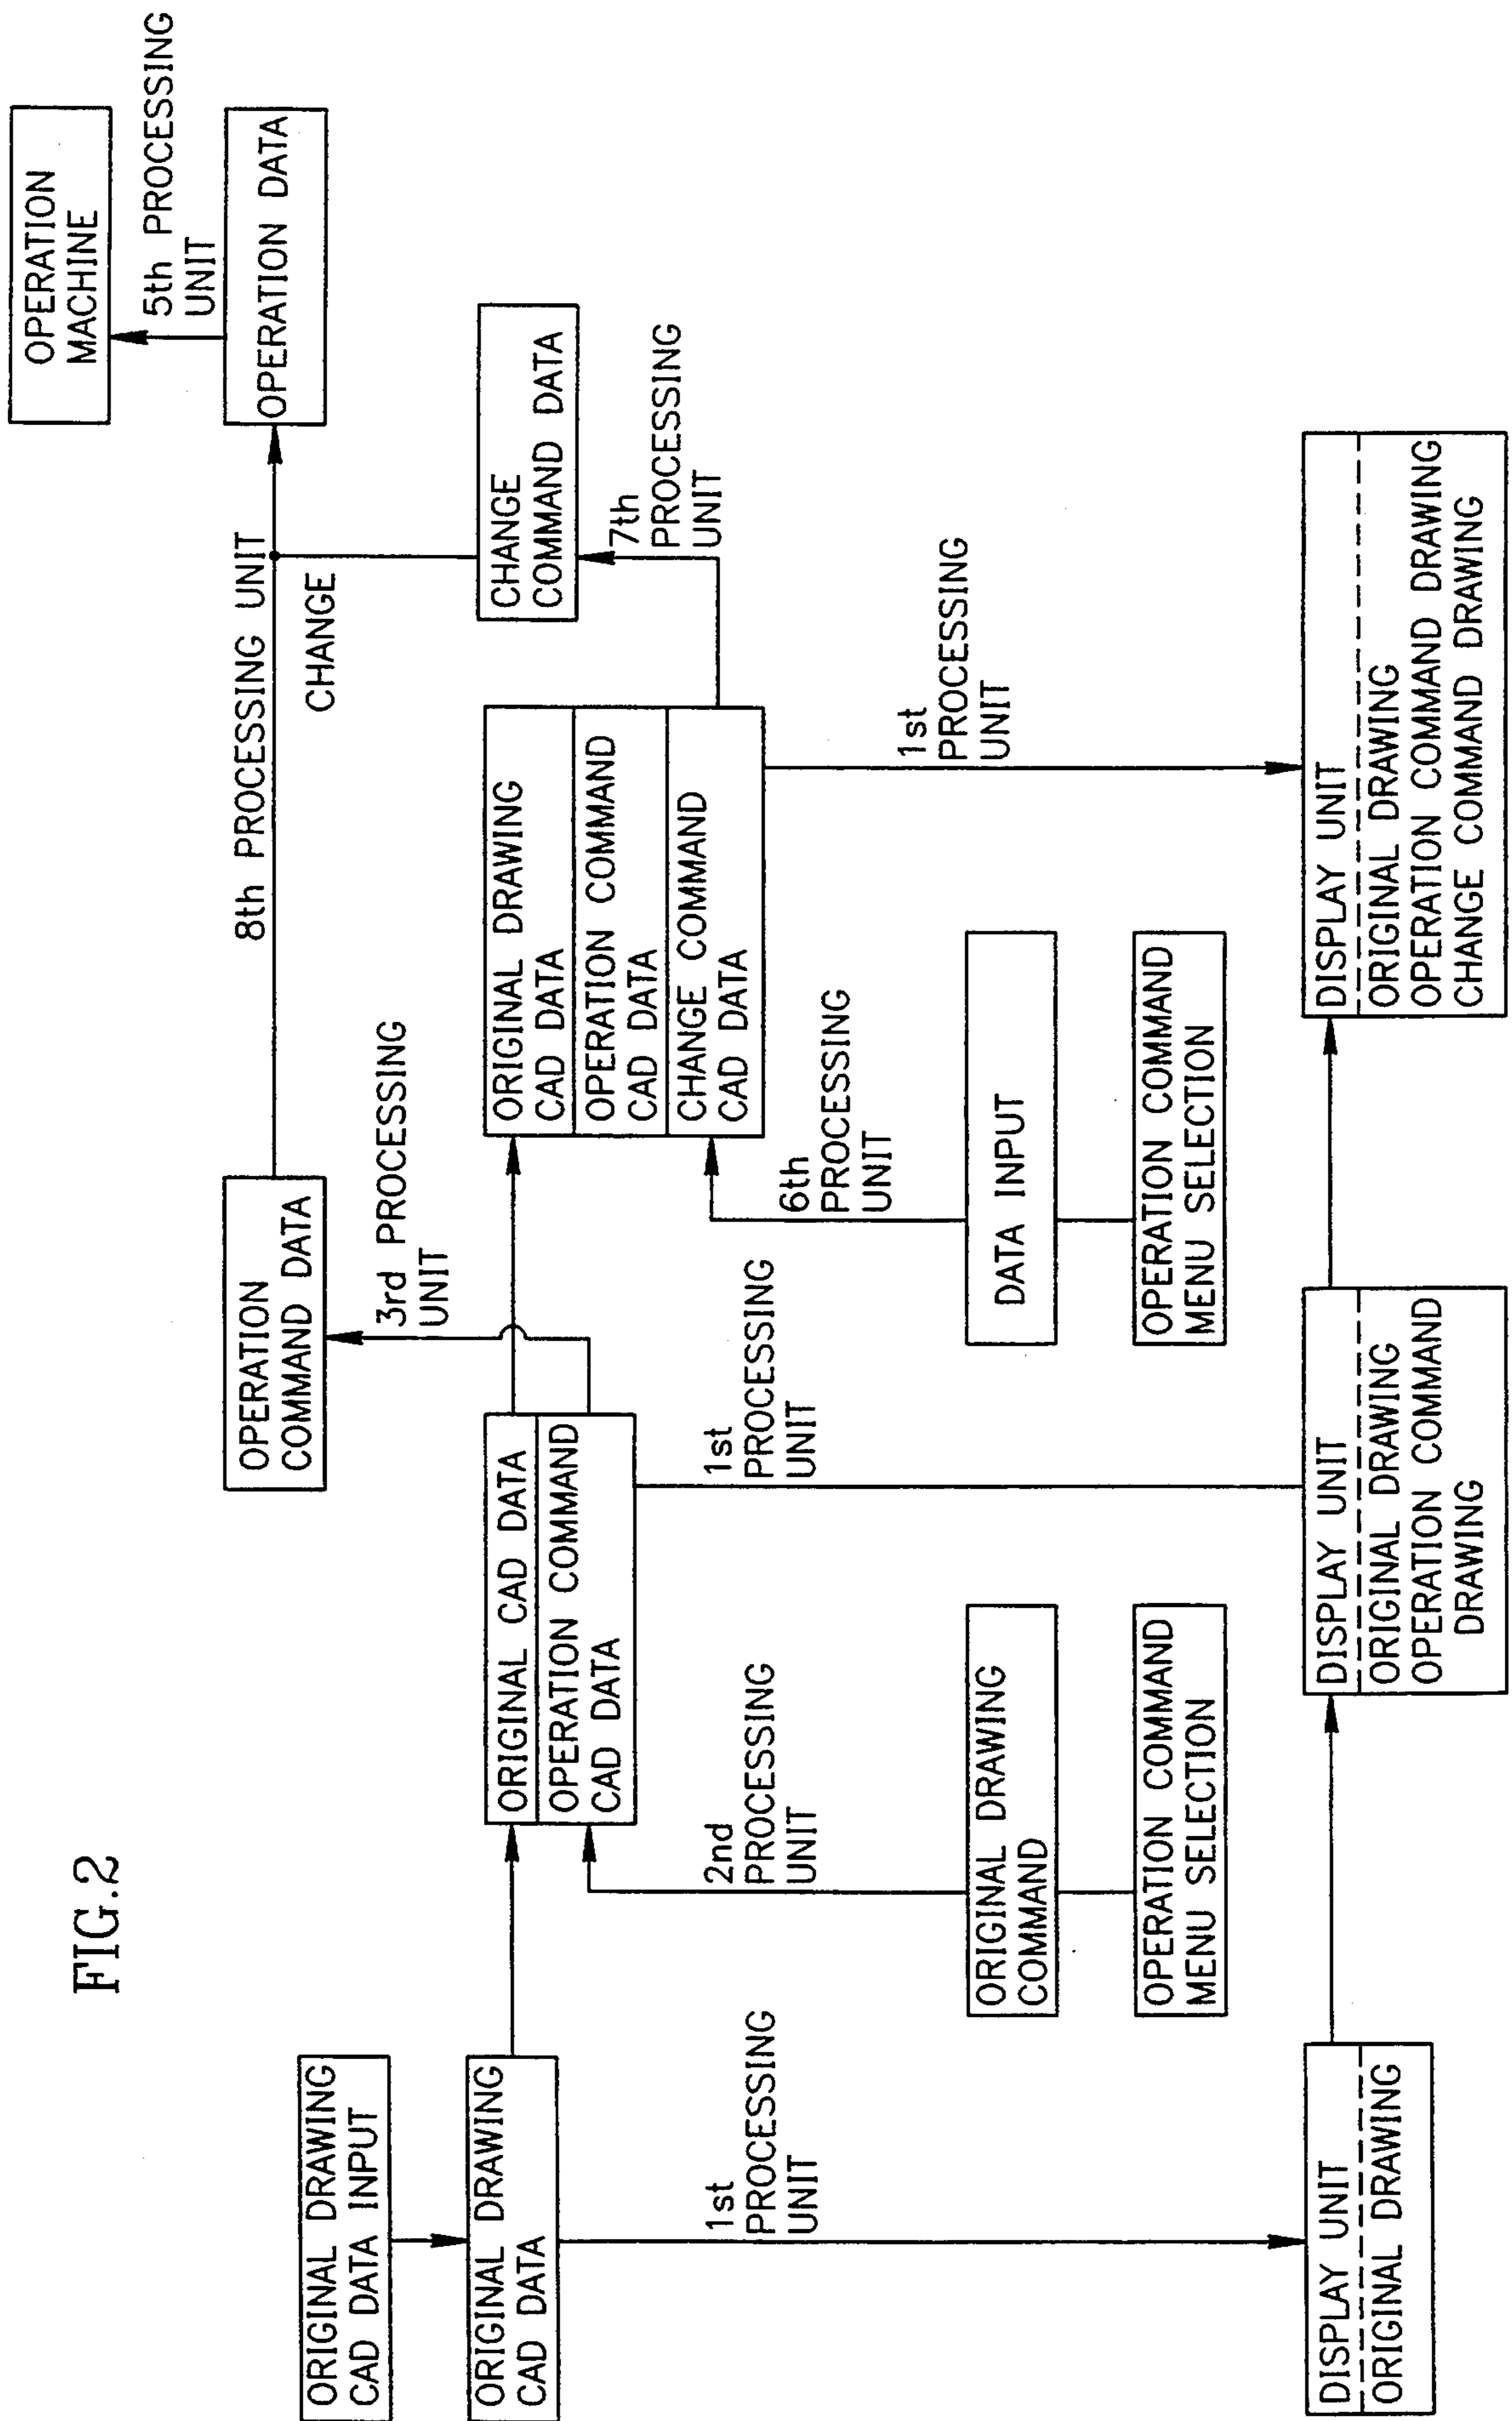 FIG.2
ORIGINAL DRAWING
CAD DATA INPUT
ORIGINAL DRAWING
CAD DATA
1st
PROCESSING
UNIT
DISPLAY UNIT
ORIGINAL DRAWING
ORIGINAL CAD DATA
OPERATION COMMAND
CAD DATA
2nd
PROCESSING
UNIT
ORIGINAL DRAWING
COMMAND
OPERATION COMMAND
MENU SELECTION
1st
PROCESSING
UNIT
DISPLAY UNIT
ORIGINAL DRAWING
OPERATION COMMAND
DRAWING
OPERATION
COMMAND DATA
3rd PROCESSING
UNIT
ORIGINAL DRAWING
CAD DATA
OPERATION COMMAND
CAD DATA
CHANGE COMMAND
CAD DATA
6th
PROCESSING
UNIT
DATA INPUT
OPERATION COMMAND
MENU SELECTION
1st
PROCESSING
UNIT
DISPLAY UNIT
ORIGINAL DRAWING
OPERATION COMMAND DRAWING
CHANGE COMMAND DRAWING
8th PROCESSING UNIT
CHANGE
CHANGE
COMMAND DATA
7th
PROCESSING
UNIT
OPERATION
MACHINE
5th PROCESSING
UNIT
OPERATION DATA